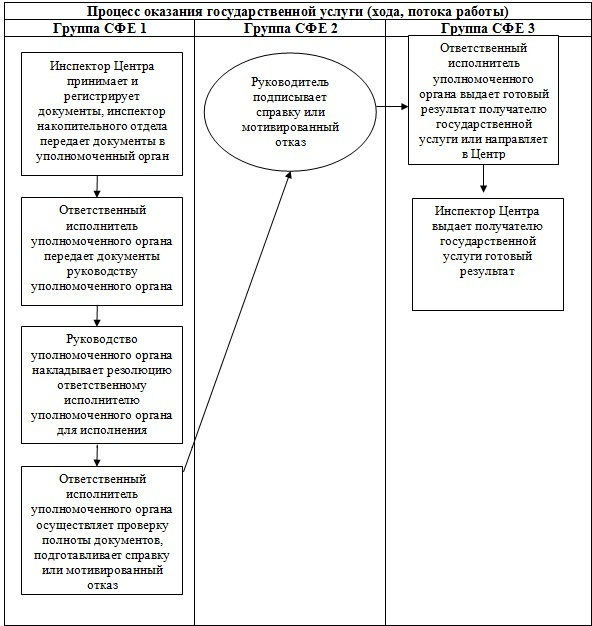 Процесс оказания государственной услуги (хода, потока работы)
Группа СФЕ 1
Группа СФЕ 2
Группа СФЕ 3
Инспектор Центра
принимает и
регистрирует
документы, инспектор
накопительного отдела
передает документы в
уполномоченный орган
Ответственный
исполнитель
уполномоченного органа
передает документы
руководству
уполномоченного органа
Руководство
уполномоченного органа
накладывает резолюцию
ответственному
исполнителю
уполномоченного органа
для исполнения
Ответственный
исполнитель
уполномоченного органа
осуществляет проверку
полноты документов,
подготавливает справку
или мотивированный
отказ
Руководитель
подписывает
справку или
мотивированный
отказ
Ответственный
исполнитель
уполномоченного
органа выдает готовый
результат получателю
государственной
услуги или направляет
в Центр
Инспектор Центра
выдает получателю
государственной
услуги готовый
результат